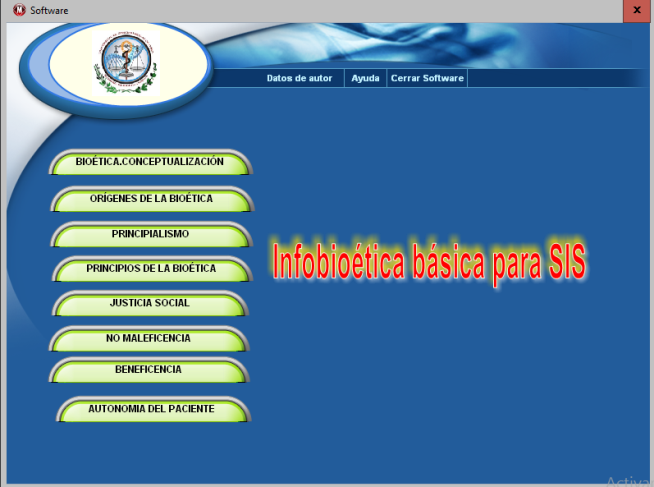 Software
x
Datos de autor Ayuda Cerrar Software
BIOÉTICA.CONCEPTUALIZACIÓN
ORÍGENES DE LA BIOÉTICA
PRINCIPIALISMO
PRINCIPIOS DE LA BIOÉTICA
JUSTICIA SOCIAL
NO MALEFICENCIA
BENEFICENCIA
AUTONOMIA DEL PACIENTE
Infobioética básica para SIS
Activa